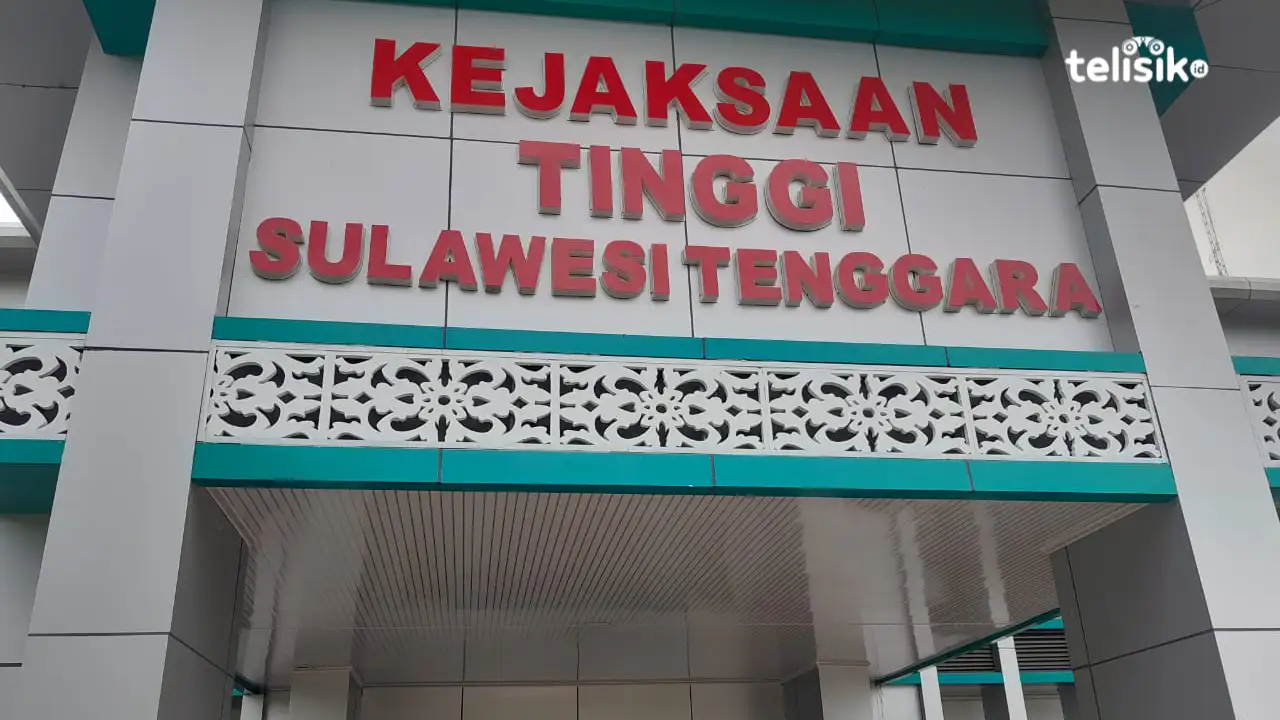 KEJAKSAAN
TINGGI
SULAWESI TENGGARA
telisik.id